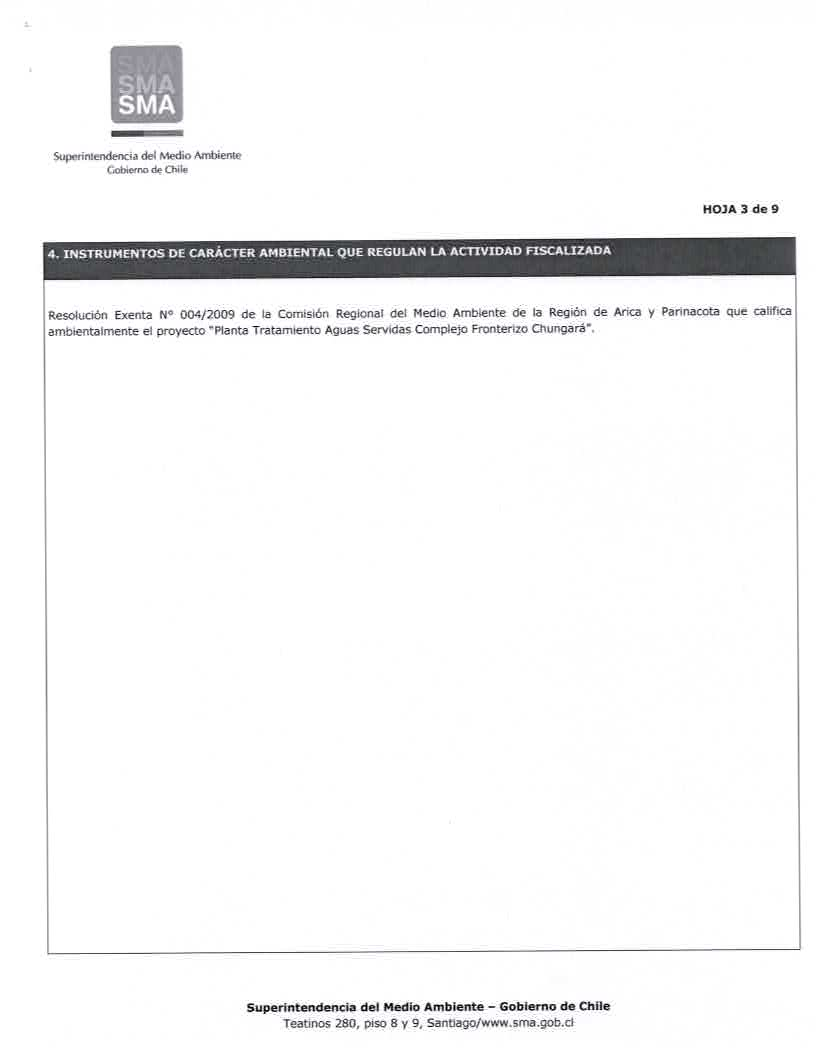 SMA
SMA
SMA
Superintendencia del Medio Ambiente
Gobierno de Chile
HOJA 3 de 9
4. INSTRUMENTOS DE CARÁCTER AMBIENTAL QUE REGULAN LA ACTIVIDAD FISCALIZADA
Resolución Exenta N° 004/2009 de la Comisión Regional del Medio Ambiente de la Región de Arica y Parinacota que califica
ambientalmente el proyecto "Planta Tratamiento Aguas Servidas Complejo Fronterizo Chungará".
Superintendencia del Medio Ambiente – Gobierno de Chile
Teatinos 280, piso 8 y 9, Santiago/www.sma.gob.cl